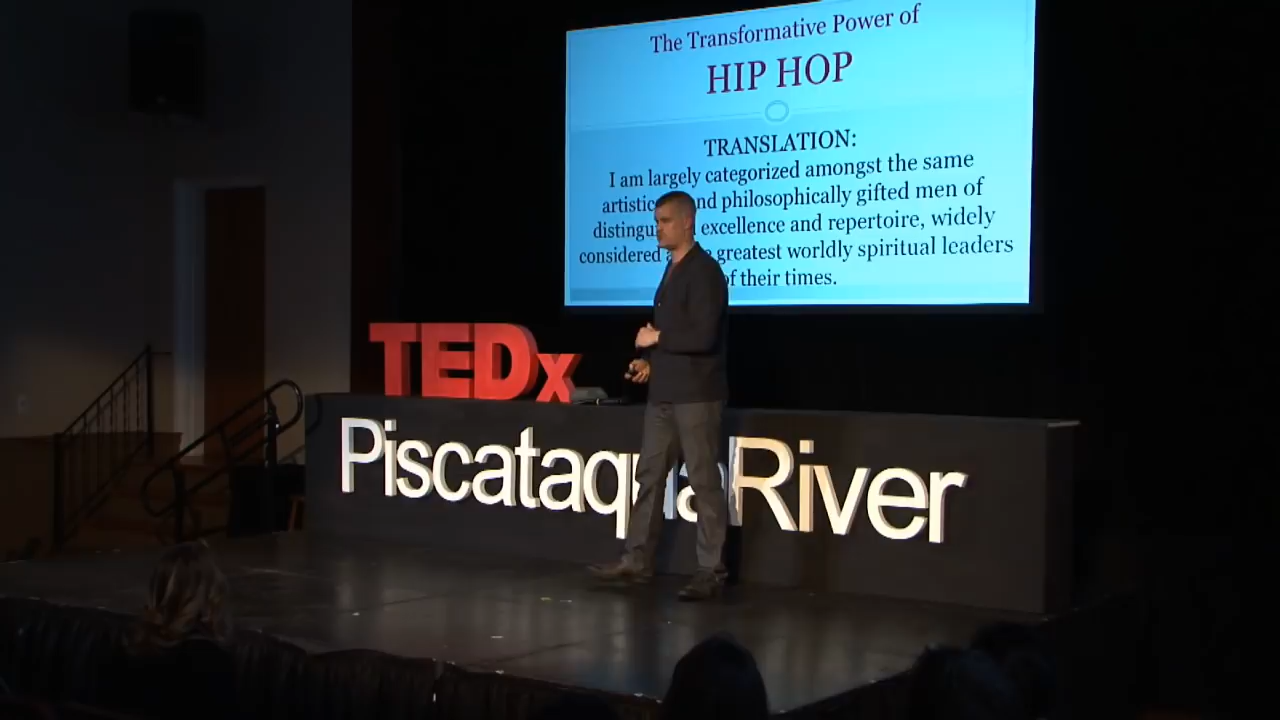 The Transformative Power of
HIP HOP
TRANSLATION:
I am largely categorized amongst the same
and philosophically gifted men of
excellence and repertoire, widely
considered greatest worldly spiritual leaders
of their times.
TEDx
Piscataqua River